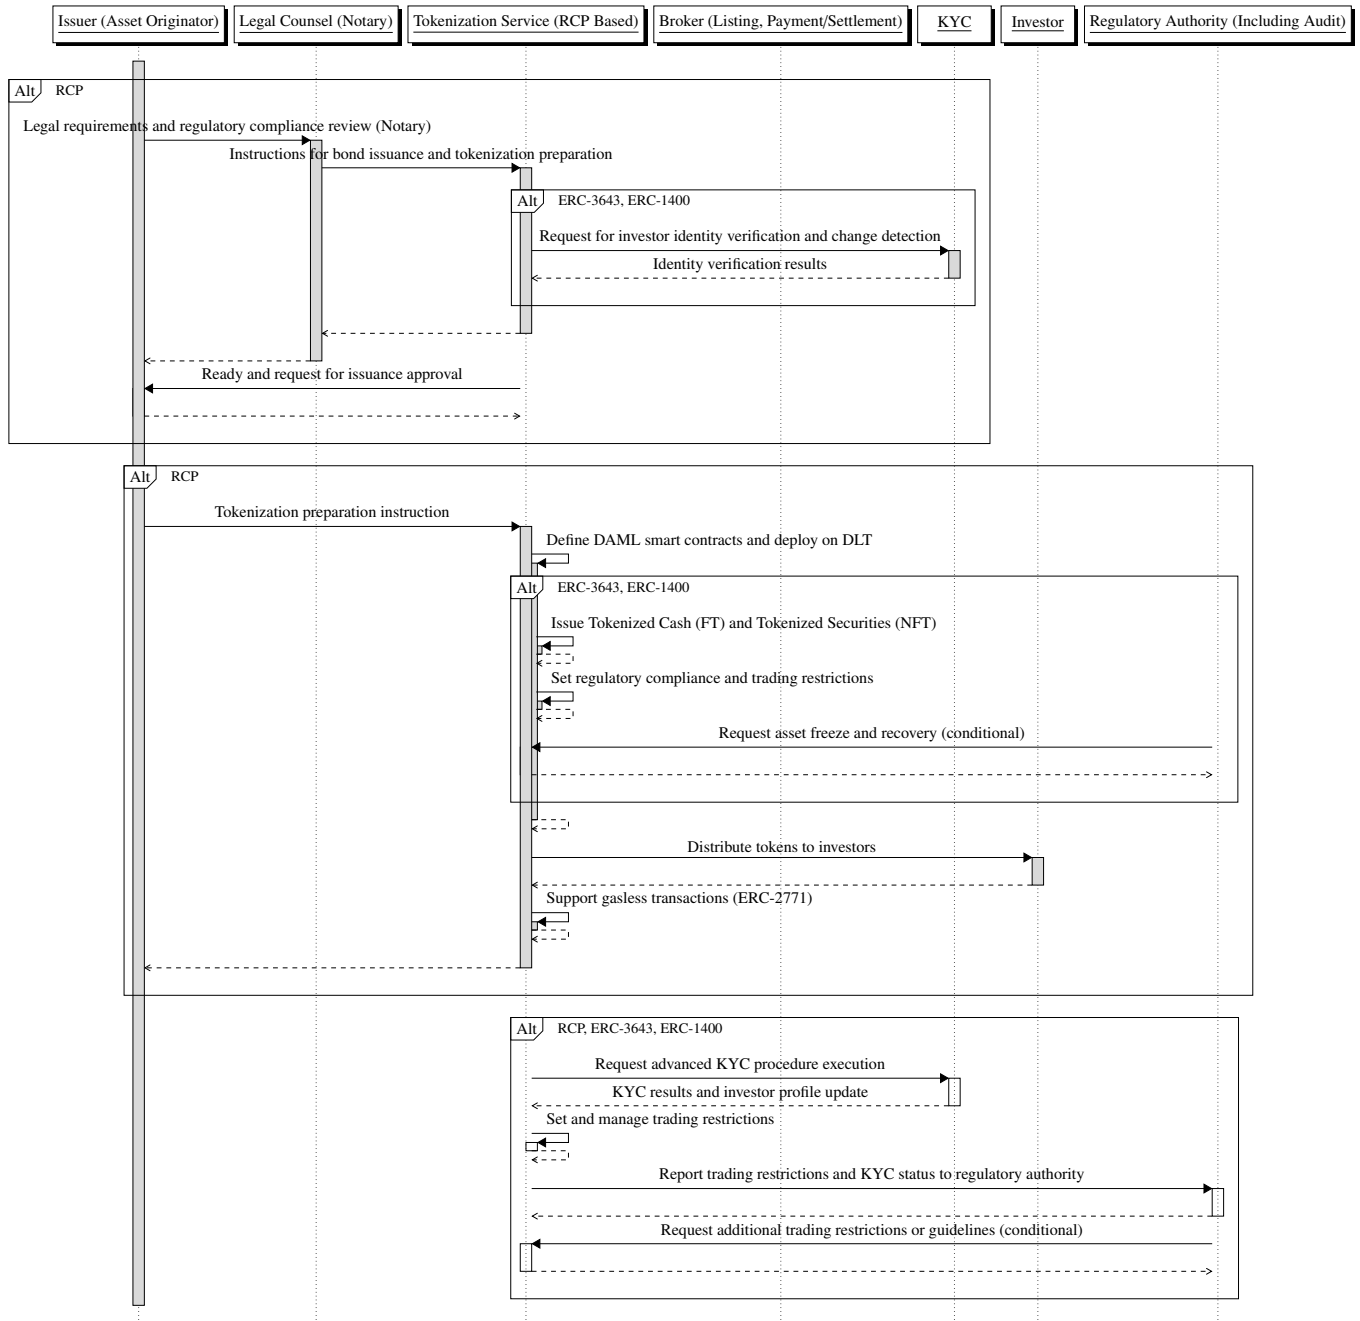 Issuer (Asset Originator)
Legal Counsel (Notary)
Tokenization Service (RCP Based)
Broker (Listing, Payment/Settlement)
KYC
Investor
Regulatory Authority (Including Audit)
Alt
RCP
Legal requirements and regulatory compliance review (Notary)
Instructions for bond issuance and tokenization preparation
Alt
ERC-3643, ERC-1400
Request for investor identity verification and change detection
Identity verification results
Ready and request for issuance approval
Alt
RCP
Tokenization preparation instruction
Define DAML smart contracts and deploy on DLT
Alt
ERC-3643, ERC-1400
Issue Tokenized Cash (FT) and Tokenized Securities (NFT)
Set regulatory compliance and trading restrictions
Request asset freeze and recovery (conditional)
Distribute tokens to investors
Support gasless transactions (ERC-2771)
Alt
RCP, ERC-3643, ERC-1400
Request advanced KYC procedure execution
KYC results and investor profile update
Set and manage trading restrictions
Report trading restrictions and KYC status to regulatory authority
Request additional trading restrictions or guidelines (conditional)